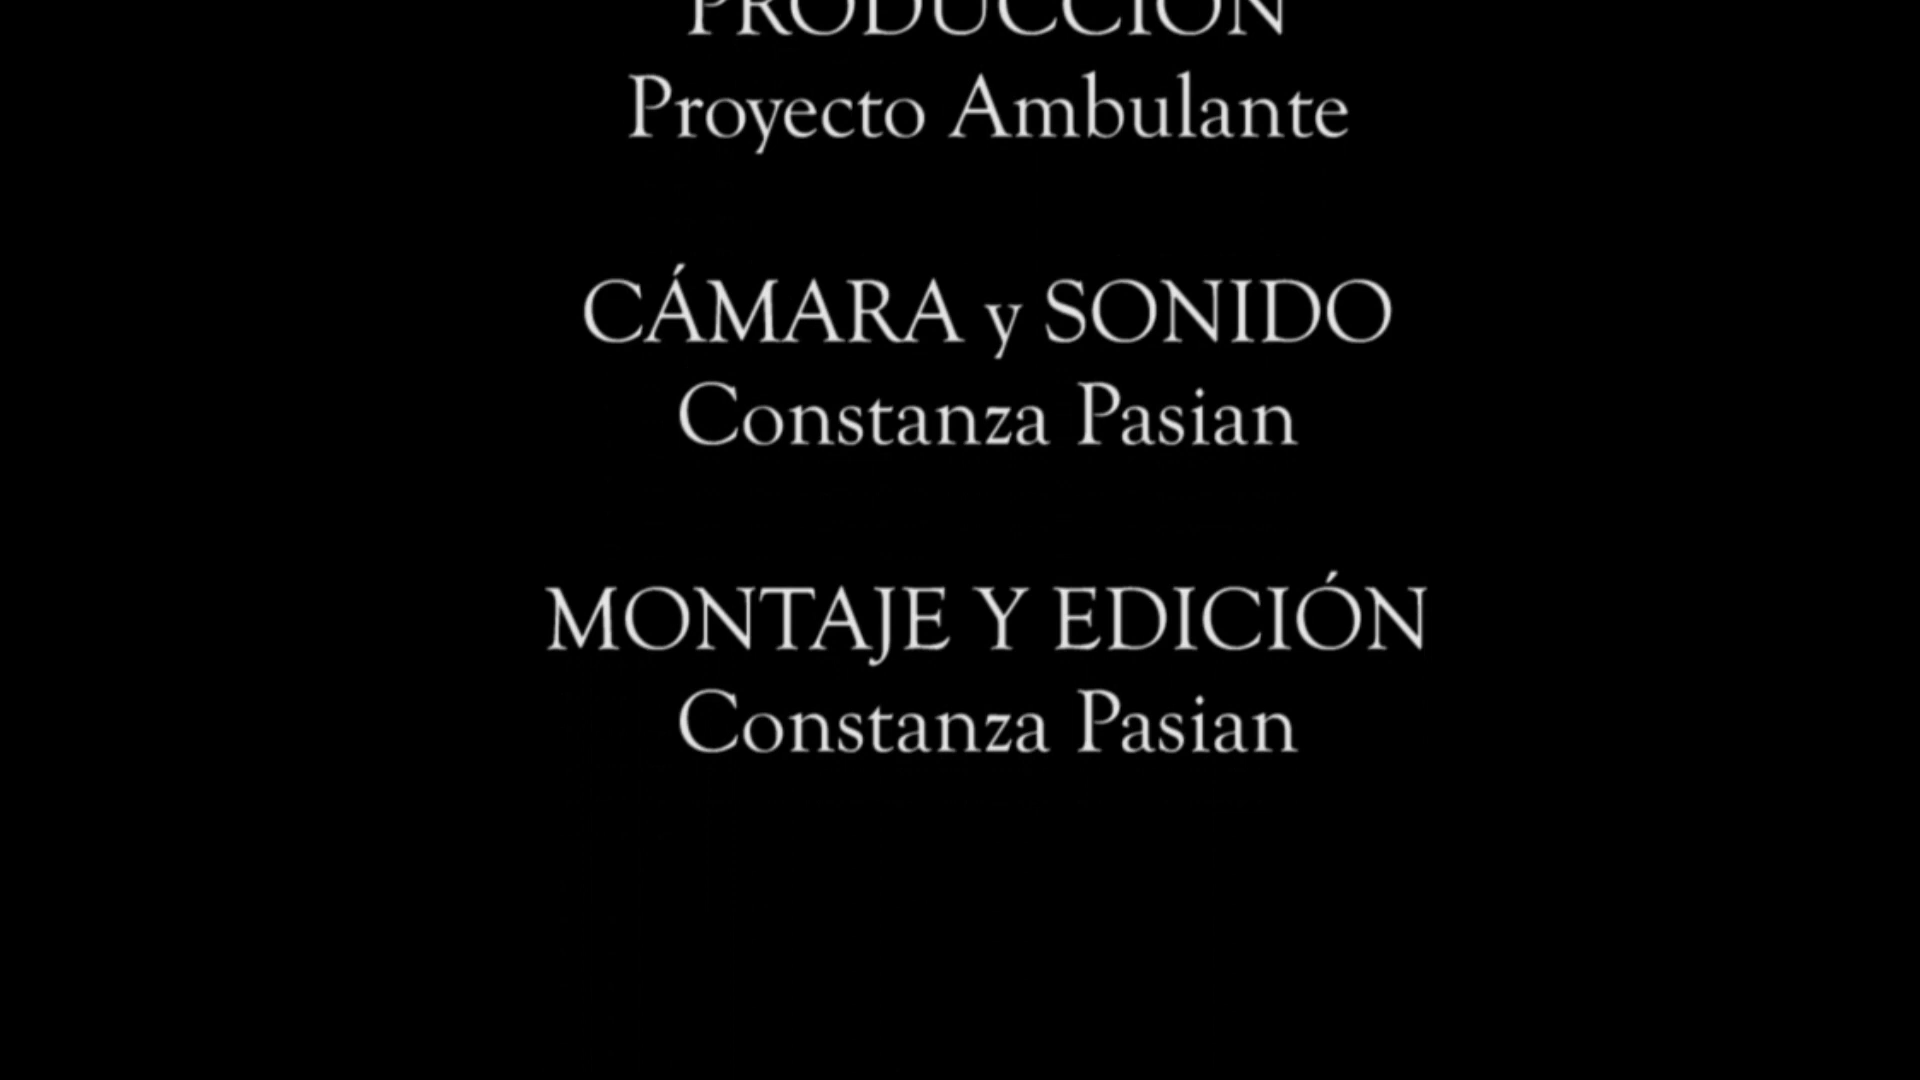 PRODUCCIÓN
Proyecto Ambulante
CÁMARA y SONIDO
Constanza Pasian
MONTAJE Y EDICIÓN
Constanza Pasian